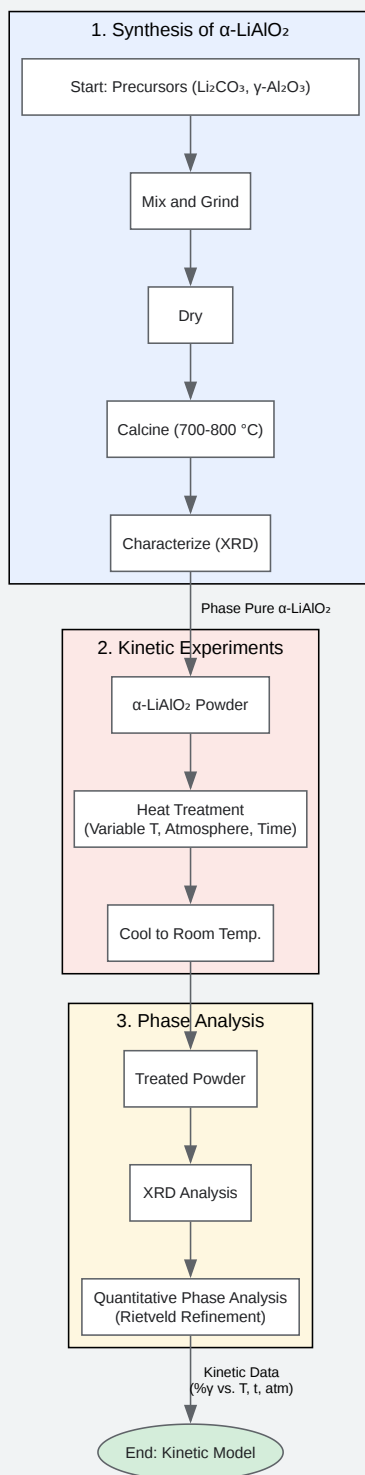 1. Synthesis of α-LiAlO₂
Start: Precursors (Li₂CO₃, γ-Al₂O₃)
Mix and Grind
Dry
Calcine (700-800 °C)
Characterize (XRD)
Phase Pure α-LiAlO₂
2. Kinetic Experiments
α-LiAlO₂ Powder
Heat Treatment
(Variable T, Atmosphere, Time)
Cool to Room Temp.
3. Phase Analysis
Treated Powder
XRD Analysis
Quantitative Phase Analysis
(Rietveld Refinement)
Kinetic Data
(%γ vs. T, t, atm)
End: Kinetic Model